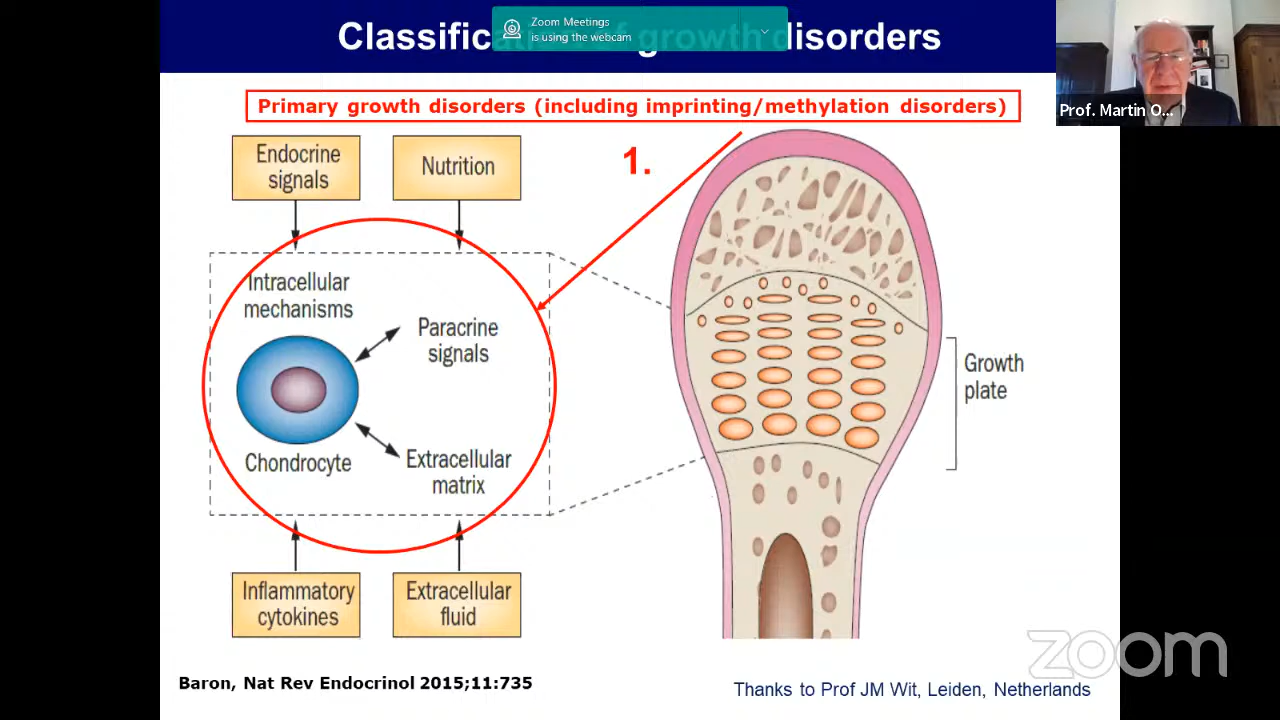 Classificati growth disorders
Zoom Meetings
is using the webcam
Prof. Martin O...
Primary growth disorders (including imprinting/methylation disorders)
1.
Endocrine
signals
Nutrition
Intracellular
mechanisms
Paracrine
signals
Chondrocyte
Extracellular
matrix
Growth
plate
Inflammatory
cytokines
Extracellular
fluid
zoom
Baron, Nat Rev Endocrinol 2015;11:735
Thanks to Prof JM Wit, Leiden, Netherlands